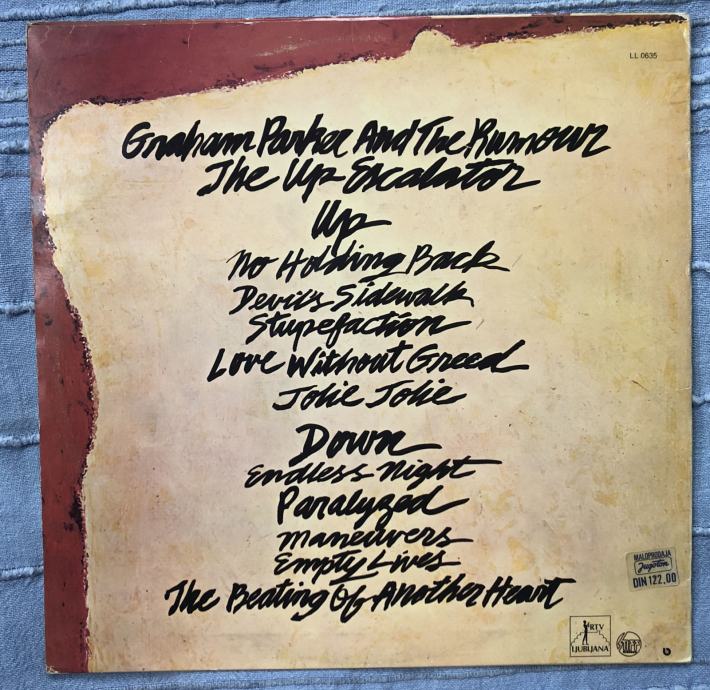 LL 0635
Graham Parker And The Rumour
The Up Escalator
Up
No Holding Back
Devil's Sidewalk
Stupefaction
Love Without Greed
Jolie Jolie
Down
Endless Night
Paralyzed
Maneuvers
Empty Lives
The Beating Of Another Heart
MALOPRODAJA
Jugoton
DIN 122,00
RTV
LJUBLJANA